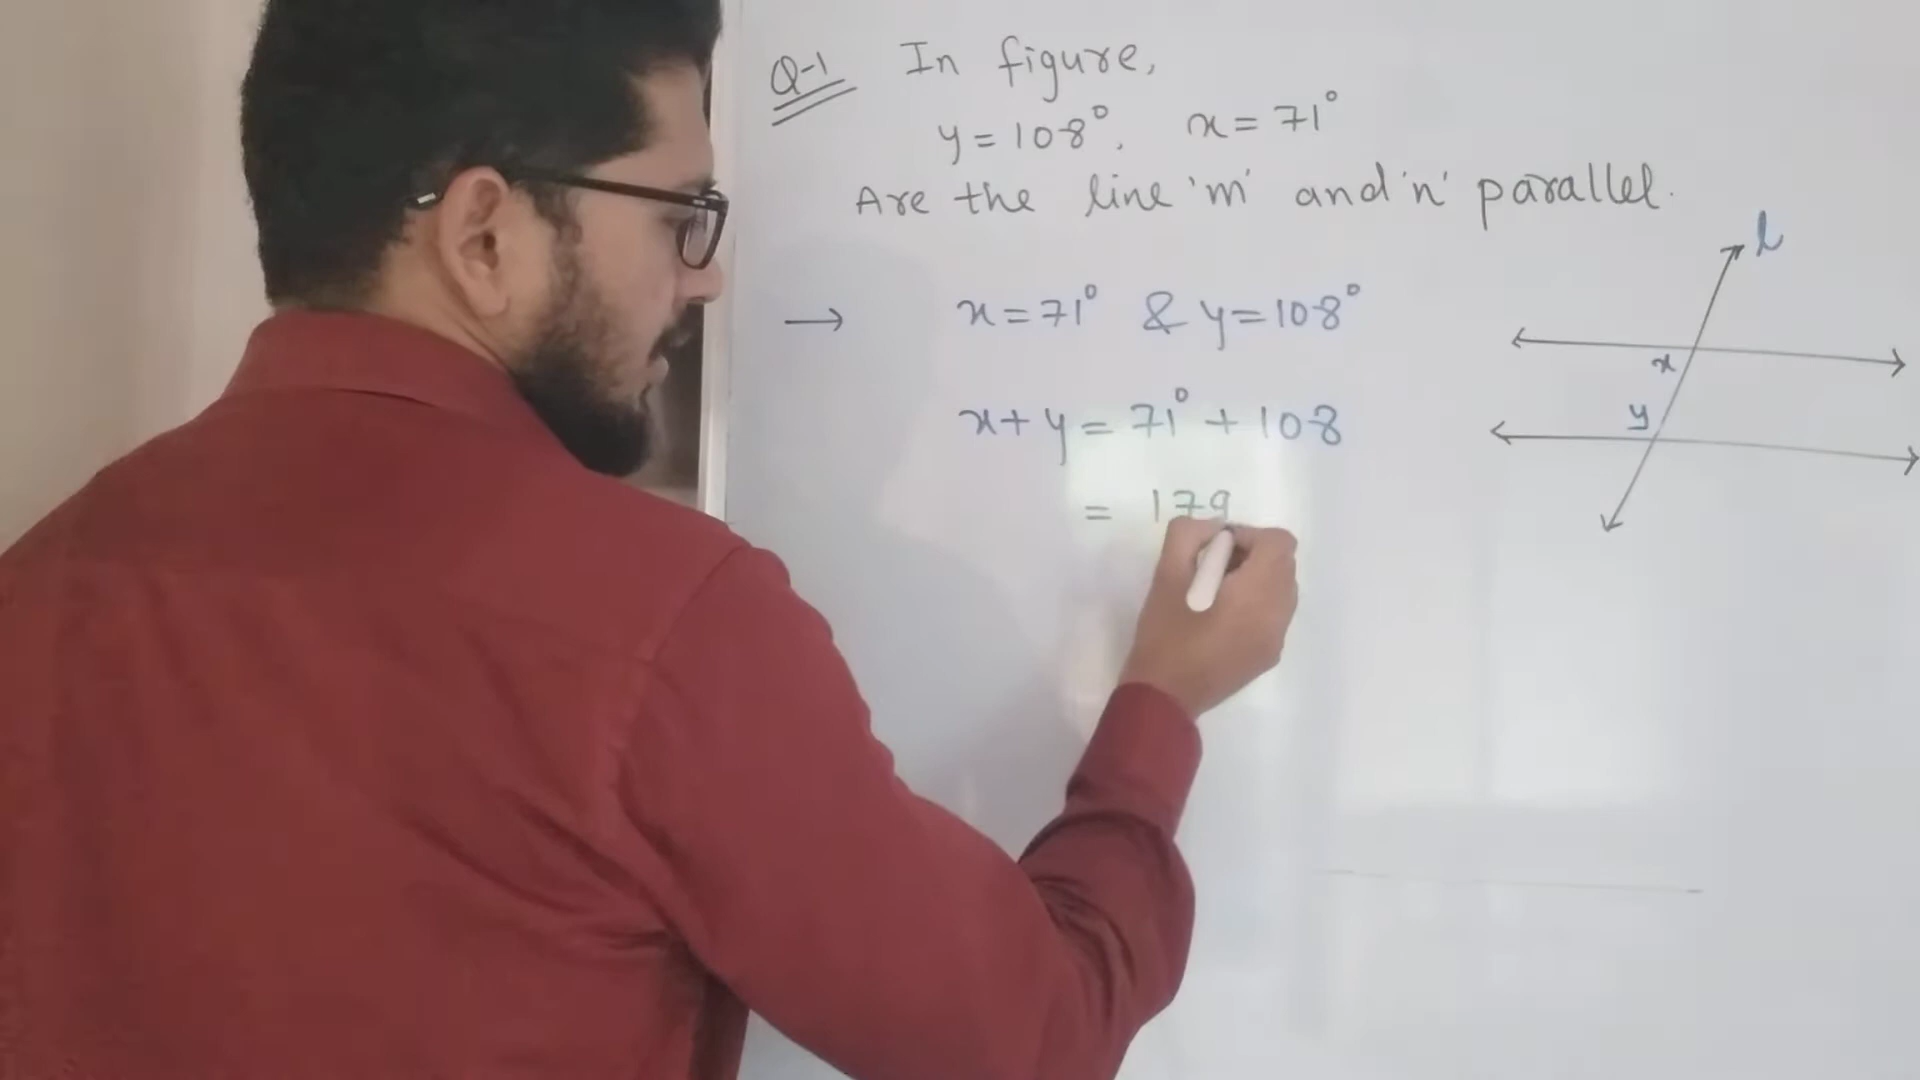 Q-1 In figure,
y = 108°, x = 71°
Are the line 'm' and 'n' parallel.
→ x = 71° & y = 108°
x + y = 71° + 108
= 179
l
x
y